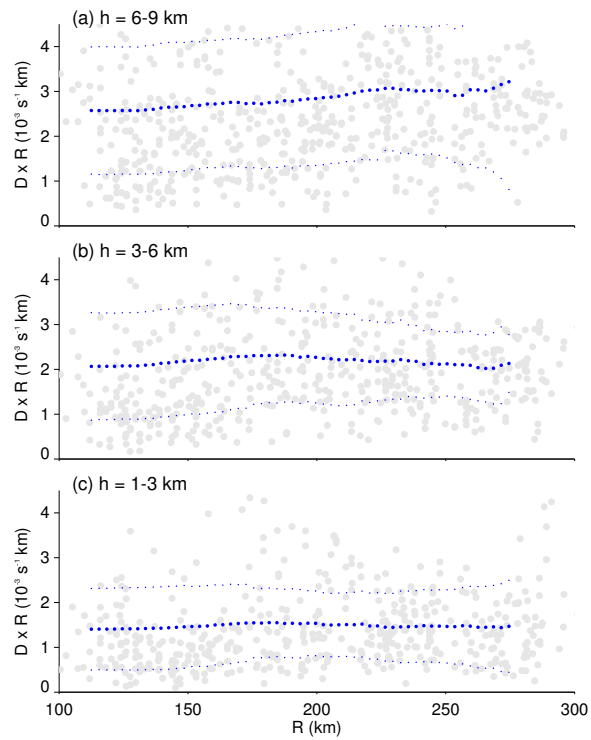 (a) h = 6-9 km
4
3
2
1
0
D x R (10⁻³ s⁻¹ km)
(b) h = 3-6 km
4
3
2
1
0
D x R (10⁻³ s⁻¹ km)
(c) h = 1-3 km
4
3
2
1
0
D x R (10⁻³ s⁻¹ km)
100 150 200 250 300
R (km)